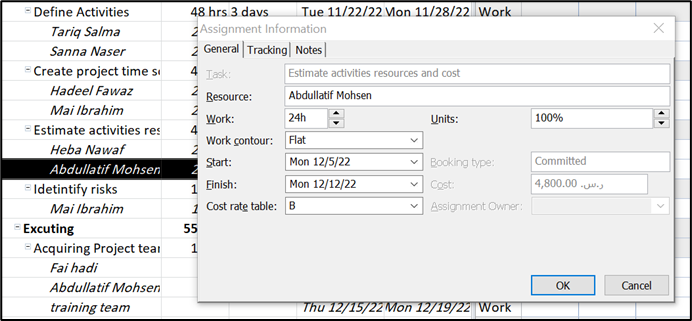 Define Activities 48 hrs 3 days Tue 11/22/22 Mon 11/28/22 Work
Tariq Salma 2
Sanna Naser 2
Create project time sc 4
Hadeel Fawaz 2
Mai Ibrahim 2
Estimate activities res 4
Heba Nawaf 2
Abdullatif Mohsen 2
Idetintify risks 1
Mai Ibrahim 1
Excuting 55
Acquiring Project team 1
Fai hadi
Abdullatif Mohsen
training team Thu 12/15/22 Mon 12/19/22 Work
Assignment Information
General Tracking Notes
Task: Estimate activities resources and cost
Resource: Abdullatif Mohsen
Work: 24h Units: 100%
Work contour: Flat
Start: Mon 12/5/22 Booking type: Committed
Finish: Mon 12/12/22 Cost: 4,800.00 ر.س.
Cost rate table: B Assignment Owner:
OK Cancel